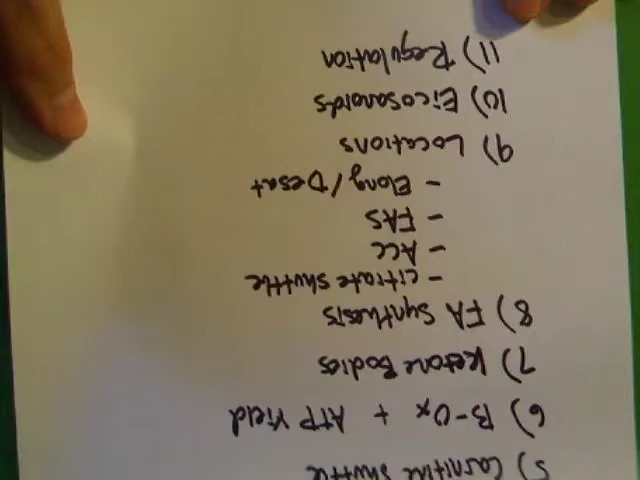 5) Carnitine shuttle
6) B-Ox + ATP Yield
7) Ketone Bodies
8) FA Synthesis
- citrate shuttle
- ACC
- FAS
- Elong/Desat
9) Locations
10) Eicosanoids
11) Regulation